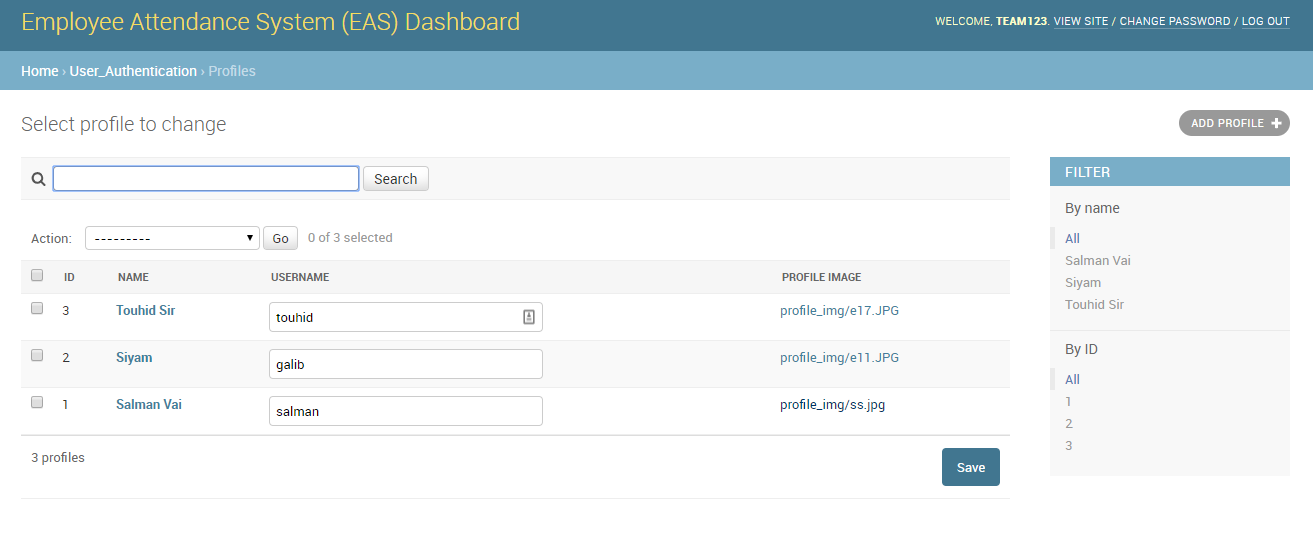 Employee Attendance System (EAS) Dashboard
WELCOME, TEAM123. VIEW SITE / CHANGE PASSWORD / LOG OUT
Home › User_Authentication › Profiles
Select profile to change
ADD PROFILE +
Search
Action: --------- Go 0 of 3 selected
ID NAME USERNAME PROFILE IMAGE
3 Touhid Sir touhid profile_img/e17.JPG
2 Siyam galib profile_img/e11.JPG
1 Salman Vai salman profile_img/ss.jpg
3 profiles
Save
FILTER
By name
All
Salman Vai
Siyam
Touhid Sir
By ID
All
1
2
3